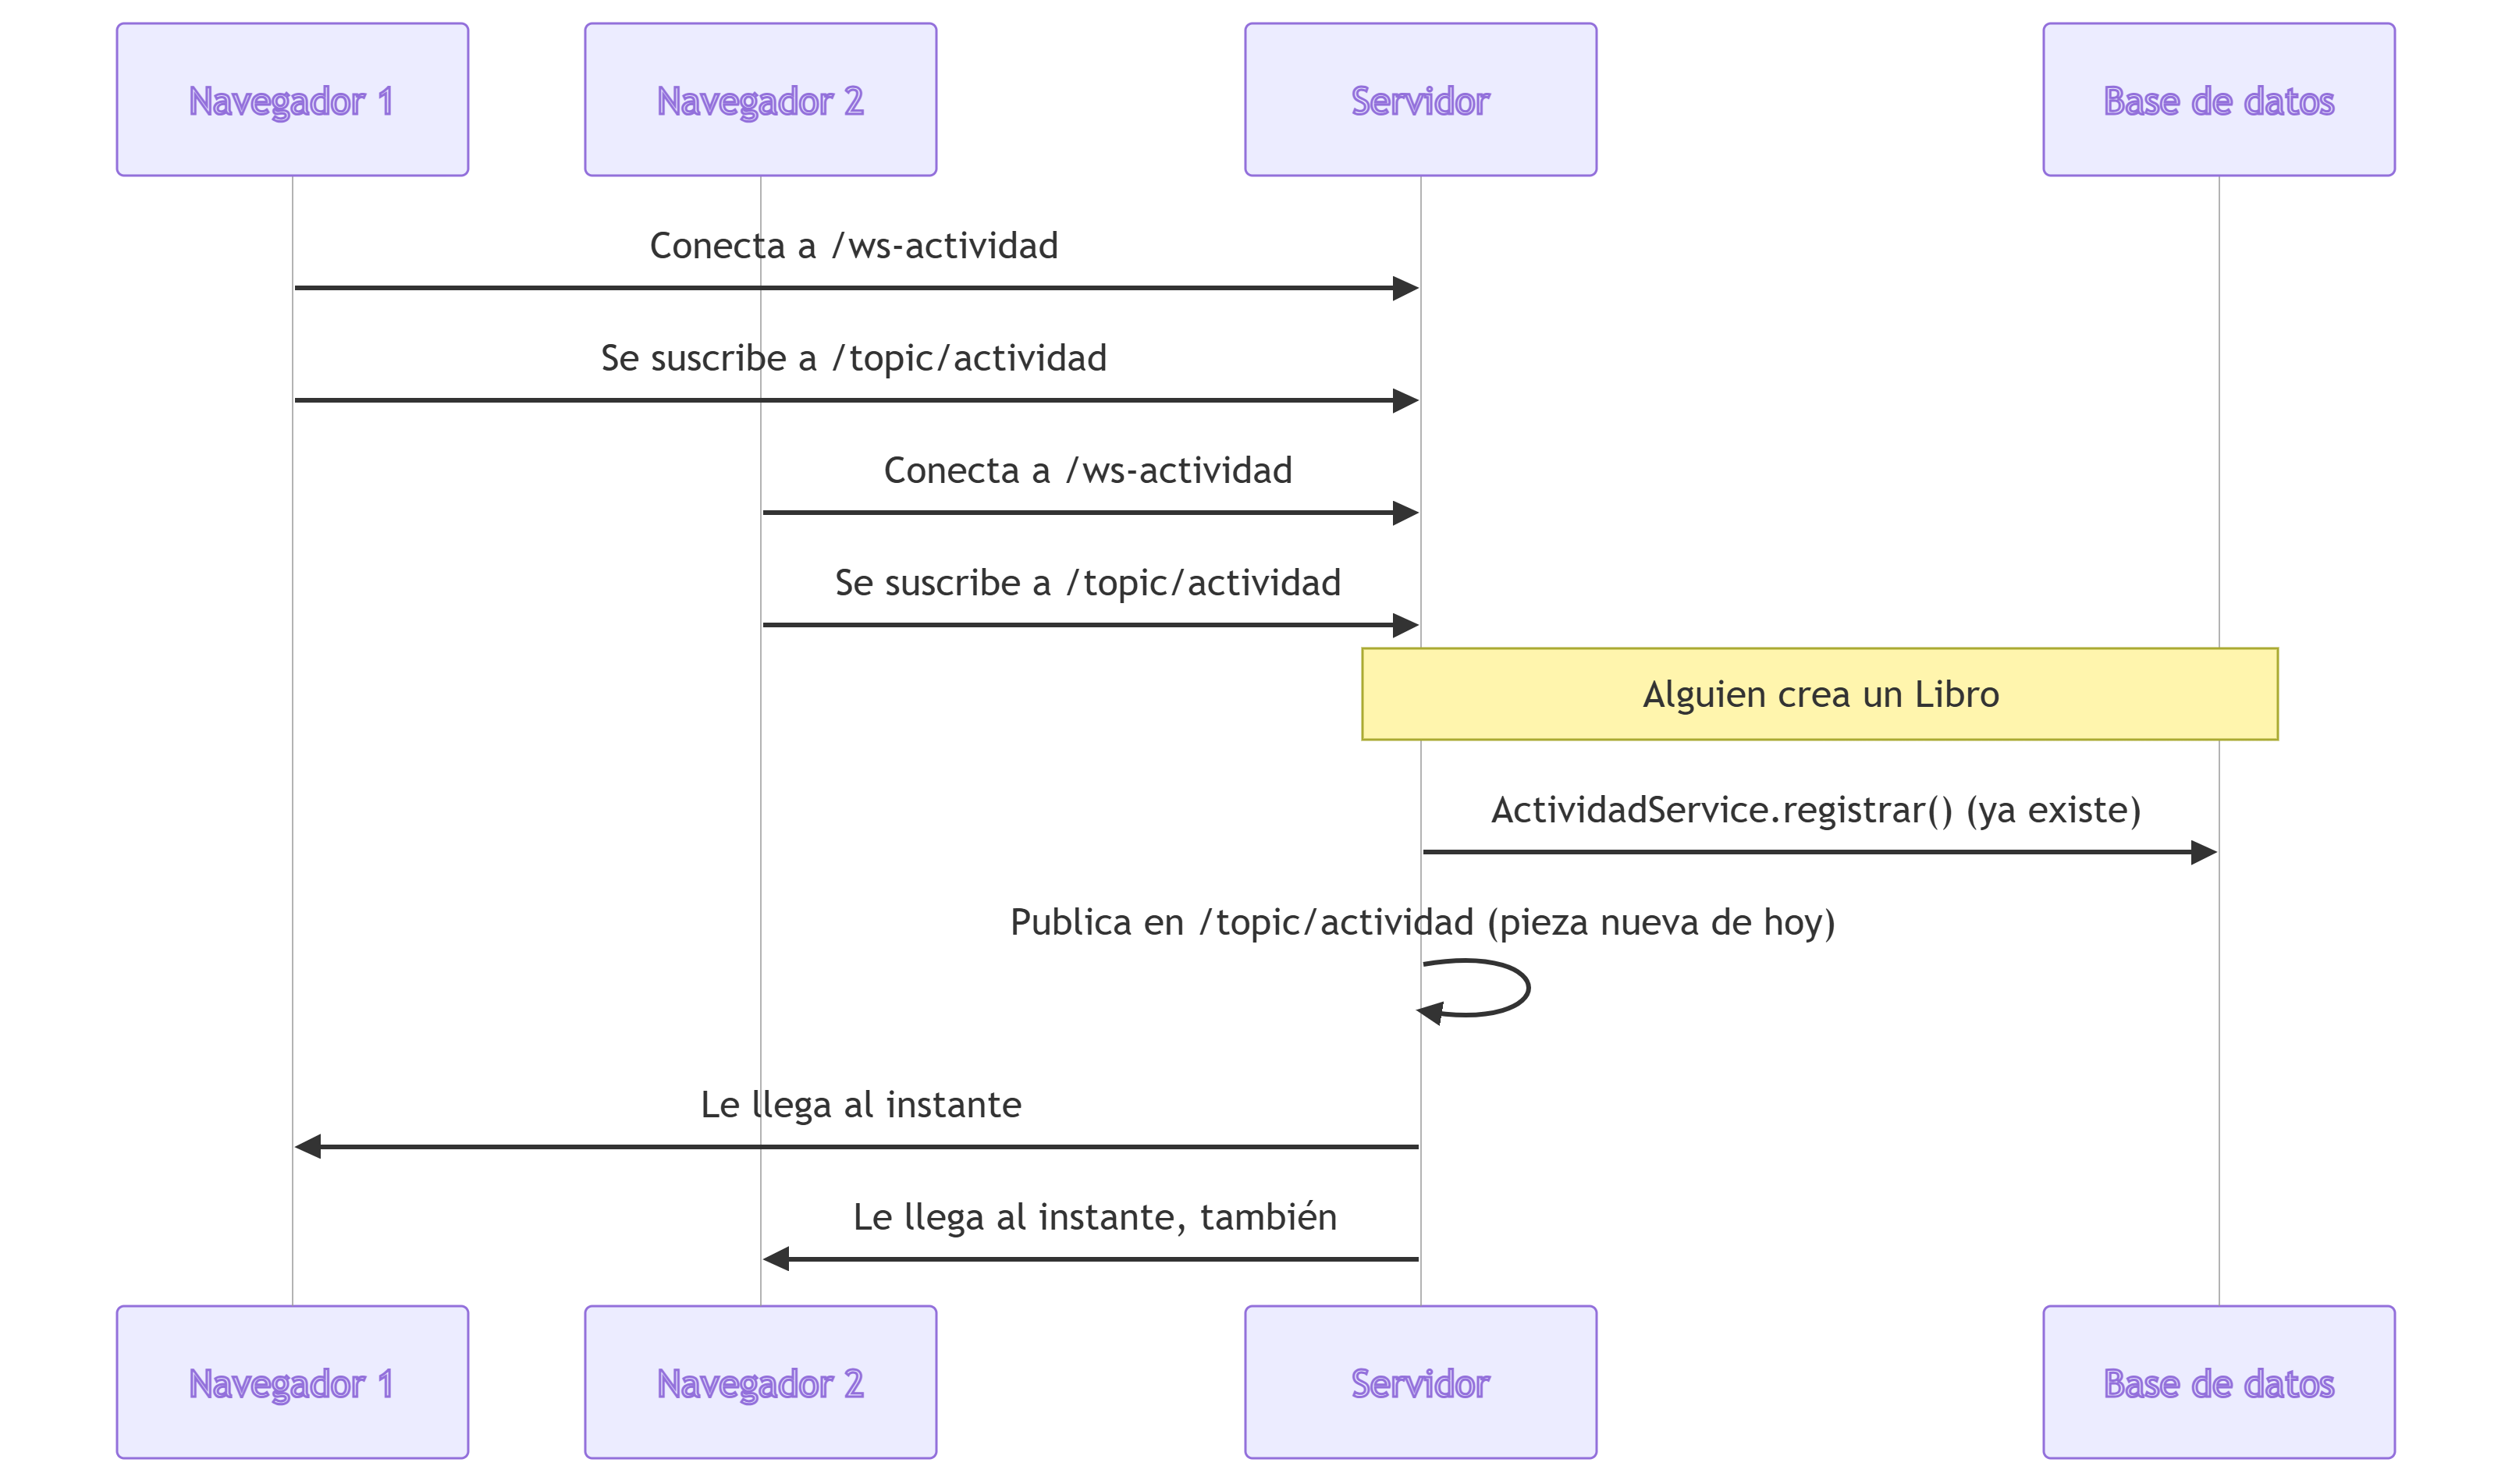 Navegador 1
Navegador 2
Servidor
Base de datos
Conecta a /ws-actividad
Se suscribe a /topic/actividad
Conecta a /ws-actividad
Se suscribe a /topic/actividad
Alguien crea un Libro
ActividadService.registrar() (ya existe)
Publica en /topic/actividad (pieza nueva de hoy)
Le llega al instante
Le llega al instante, también
Navegador 1
Navegador 2
Servidor
Base de datos